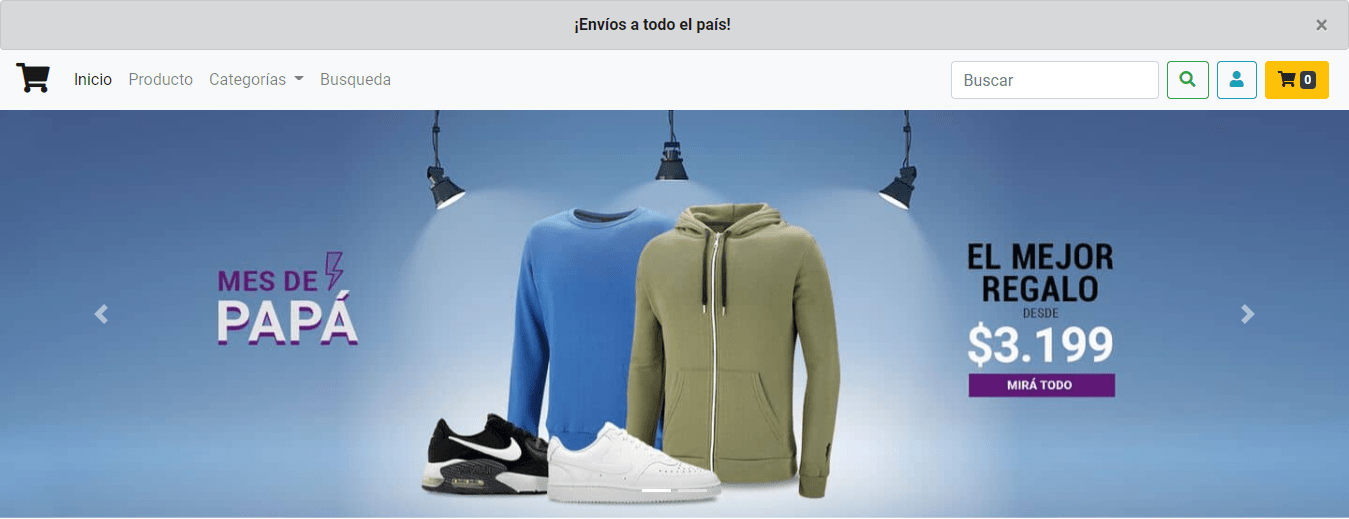 ¡Envíos a todo el país!
×
Inicio Producto Categorías Busqueda
Buscar
0
MES DE
PAPÁ
EL MEJOR
REGALO
DESDE
$3.199
MIRÁ TODO